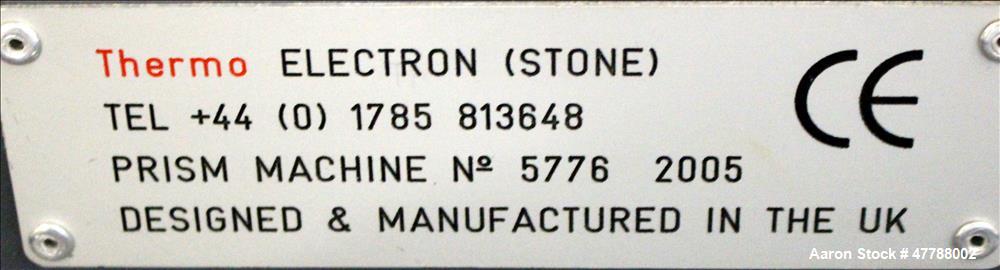 Thermo ELECTRON (STONE)
TEL +44 (0) 1785 813648
PRISM MACHINE Nº 5776 2005
DESIGNED & MANUFACTURED IN THE UK
CE
Aaron Stock # 47788002